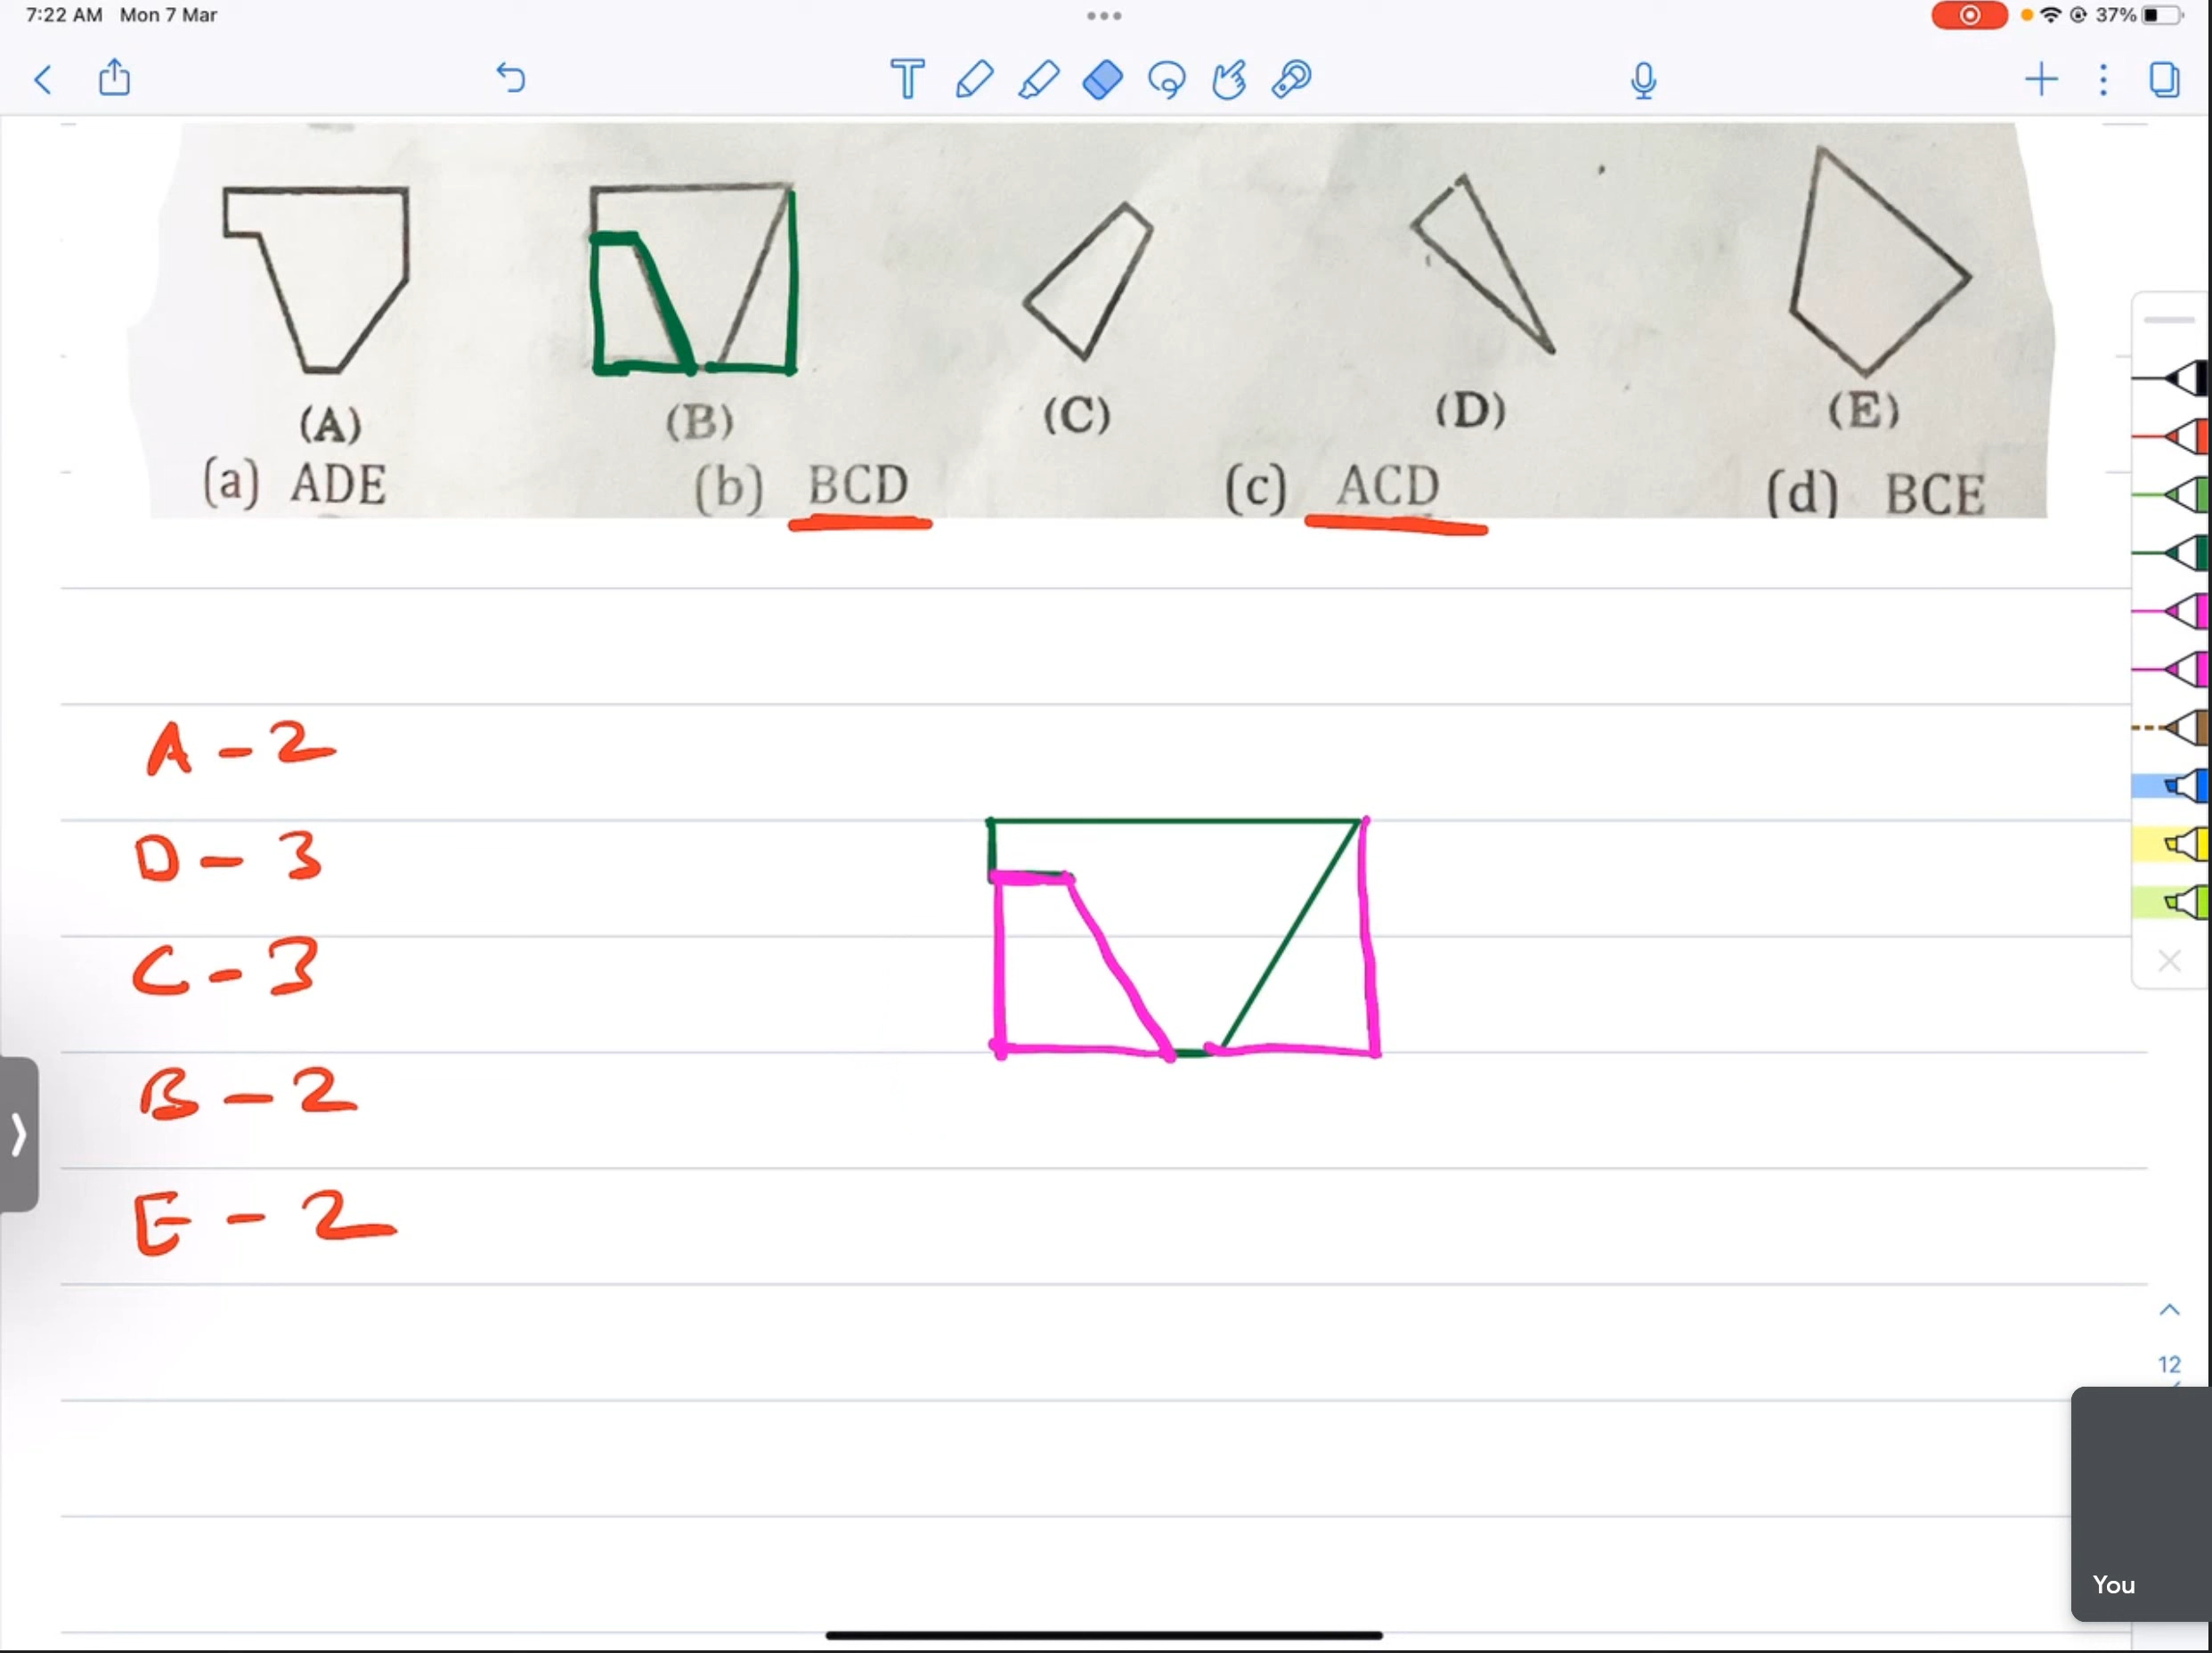 7:22 AM Mon 7 Mar 37%
T
(A) (B) (C) (D) (E)
(a) ADE (b) BCD (c) ACD (d) BCE
A - 2
D - 3
C - 3
B - 2
E - 2
12
You